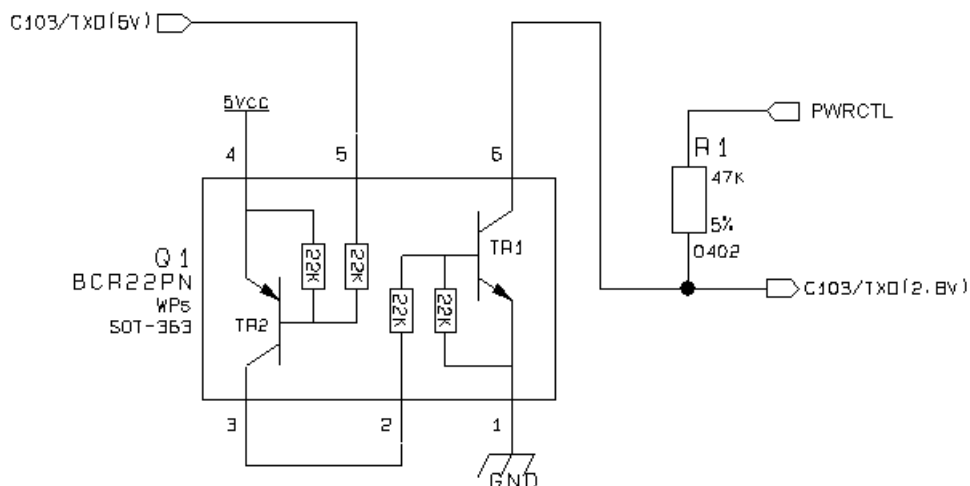 C103/TXD(5V)
5VCC
PWRCTL
4
5
6
R1
47K
5%
0402
Q1
BCR22PN
WPs
SOT-363
22K
22K
TR1
TR2
22K
22K
C103/TXD(2.8V)
3
2
1
GND